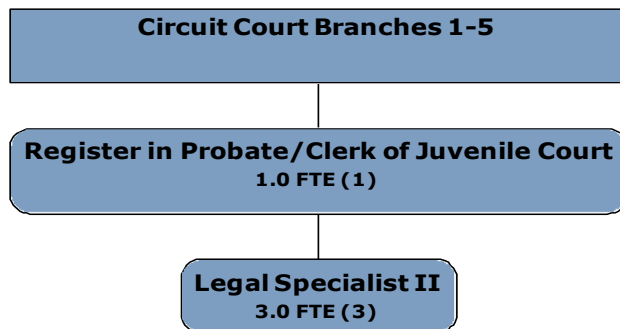 Circuit Court Branches 1-5
Register in Probate/Clerk of Juvenile Court
1.0 FTE (1)
Legal Specialist II
3.0 FTE (3)